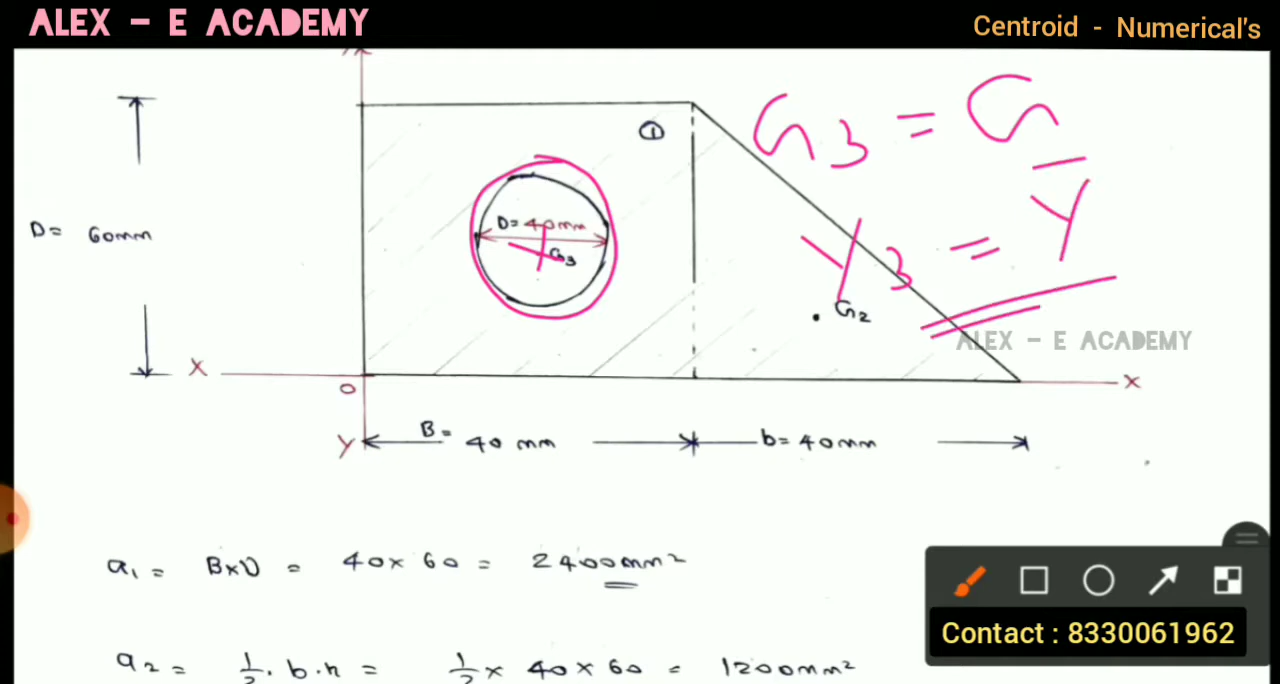 ALEX - E ACADEMY
Centroid - Numerical's
①
G3 = G
D = 40mm
D = 60mm
G3
Y3 = Y
G2
ALEX - E ACADEMY
X
X
O
Y
B = 40 mm
b = 40mm
a1 = B×D = 40 × 60 = 2400mm²
Contact : 8330061962
a2 = 1/2 . b . h = 1/2 × 40 × 60 = 1200mm²